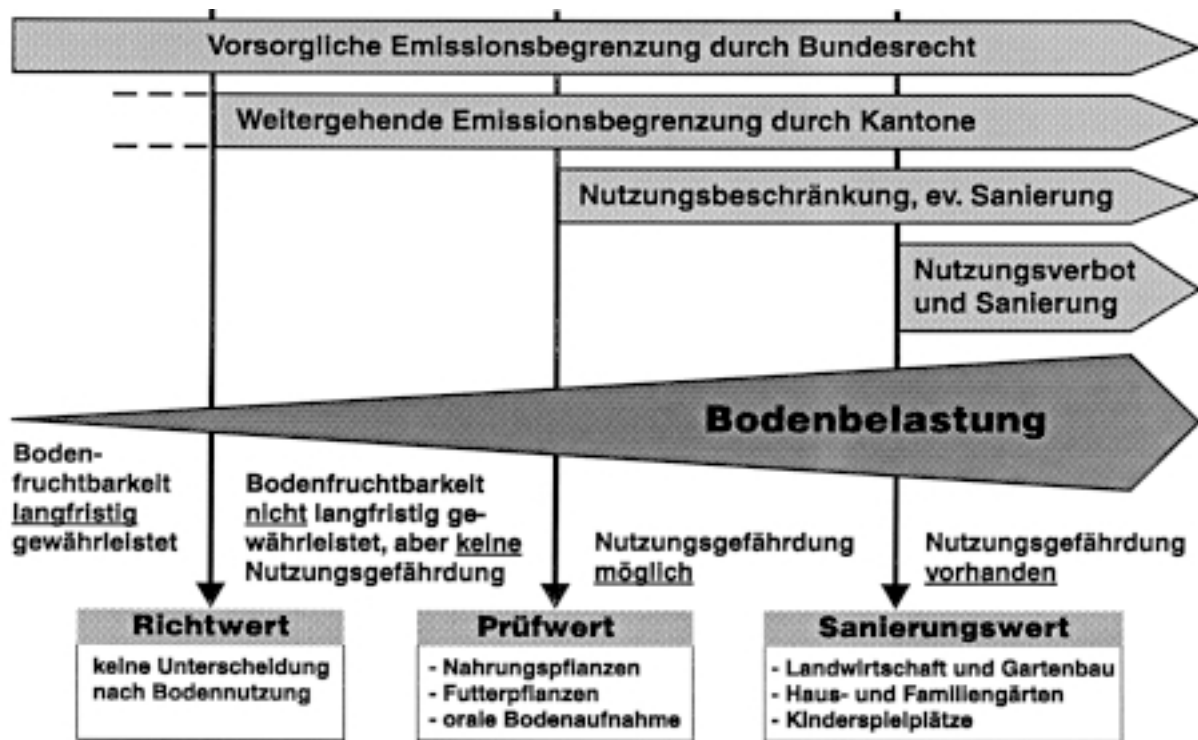 Vorsorgliche Emissionsbegrenzung durch Bundesrecht
Weitergehende Emissionsbegrenzung durch Kantone
Nutzungsbeschränkung, ev. Sanierung
Nutzungsverbot
und Sanierung
Bodenbelastung
Boden-
fruchtbarkeit
langfristig
gewährleistet
Bodenfruchtbarkeit
nicht langfristig ge-
währleistet, aber keine
Nutzungsgefährdung
Nutzungsgefährdung
möglich
Nutzungsgefährdung
vorhanden
Richtwert
keine Unterscheidung
nach Bodennutzung
Prüfwert
- Nahrungspflanzen
- Futterpflanzen
- orale Bodenaufnahme
Sanierungswert
- Landwirtschaft und Gartenbau
- Haus- und Familiengärten
- Kinderspielplätze